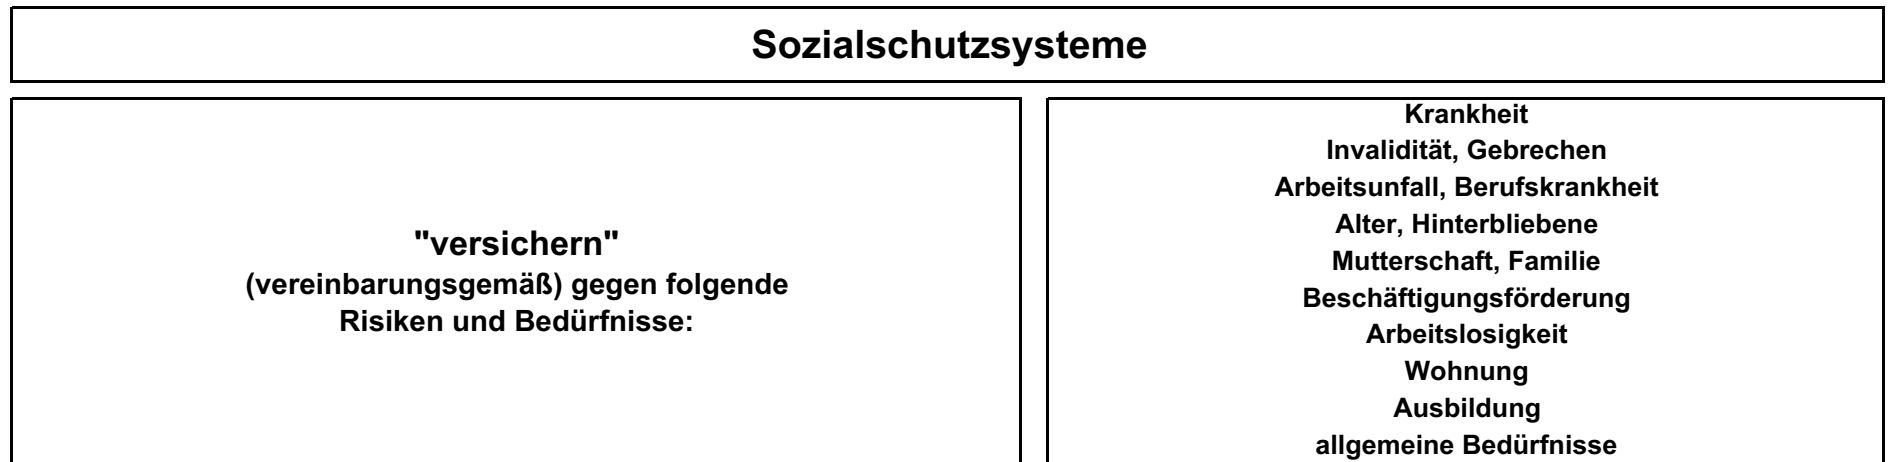 Sozialschutzsysteme
"versichern"
(vereinbarungsgemäß) gegen folgende
Risiken und Bedürfnisse:
Krankheit
Invalidität, Gebrechen
Arbeitsunfall, Berufskrankheit
Alter, Hinterbliebene
Mutterschaft, Familie
Beschäftigungsförderung
Arbeitslosigkeit
Wohnung
Ausbildung
allgemeine Bedürfnisse